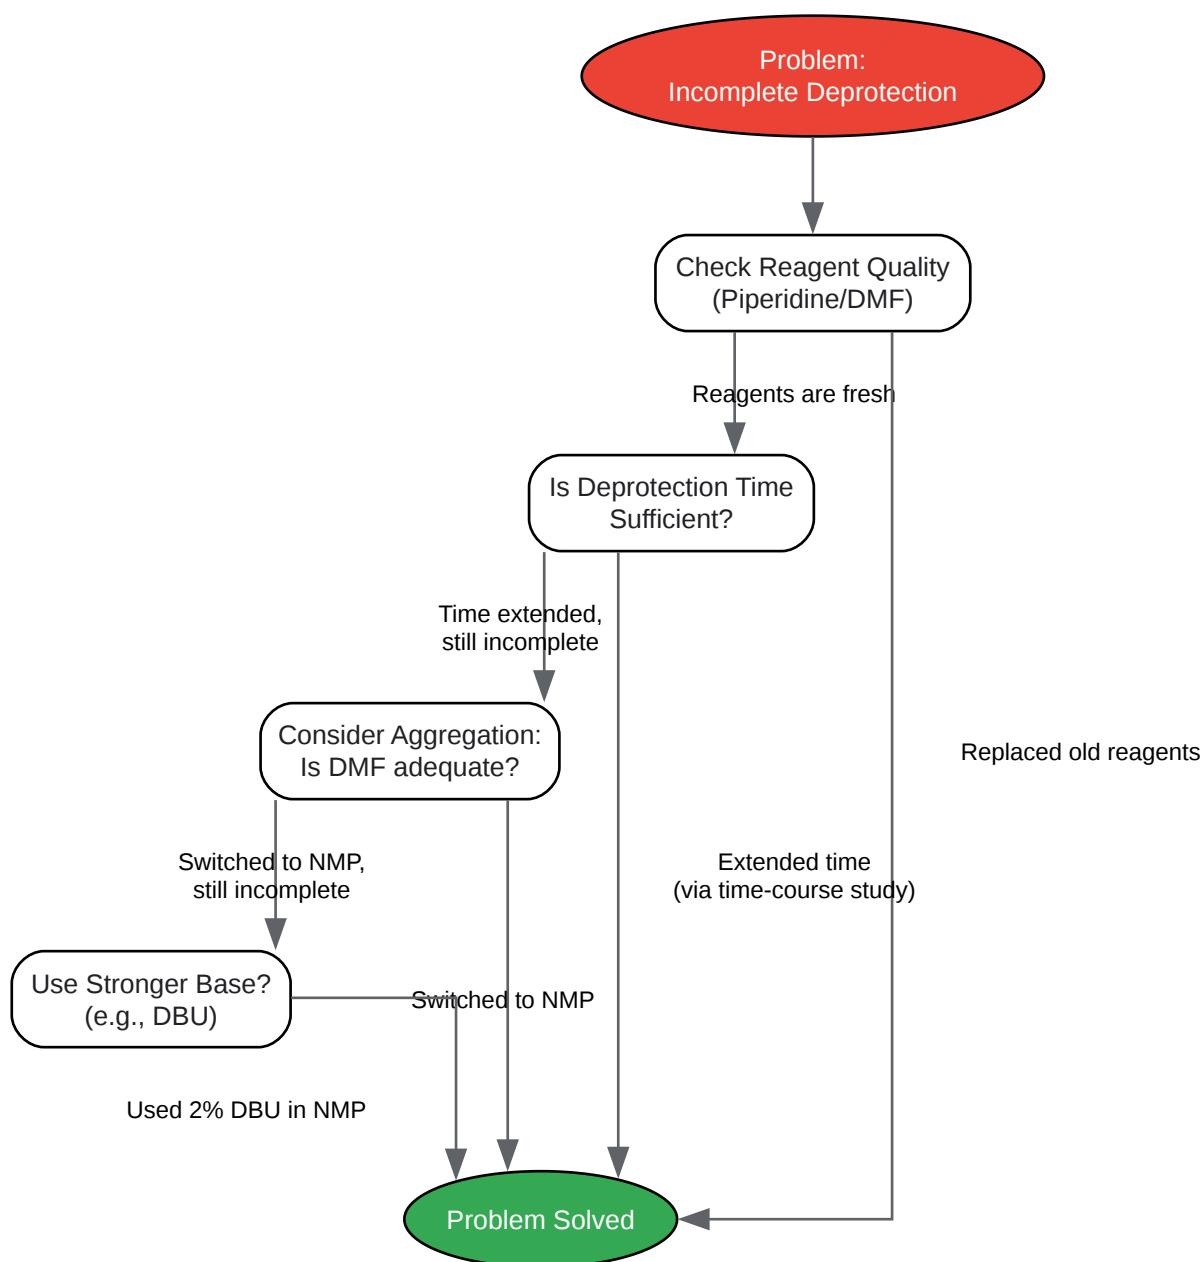 Problem:
Incomplete Deprotection
Check Reagent Quality
(Piperidine/DMF)
Reagents are fresh
Is Deprotection Time
Sufficient?
Time extended,
still incomplete
Consider Aggregation:
Is DMF adequate?
Replaced old reagents
Switched to NMP,
still incomplete
Extended time
(via time-course study)
Use Stronger Base?
(e.g., DBU)
Switched to NMP
Used 2% DBU in NMP
Problem Solved